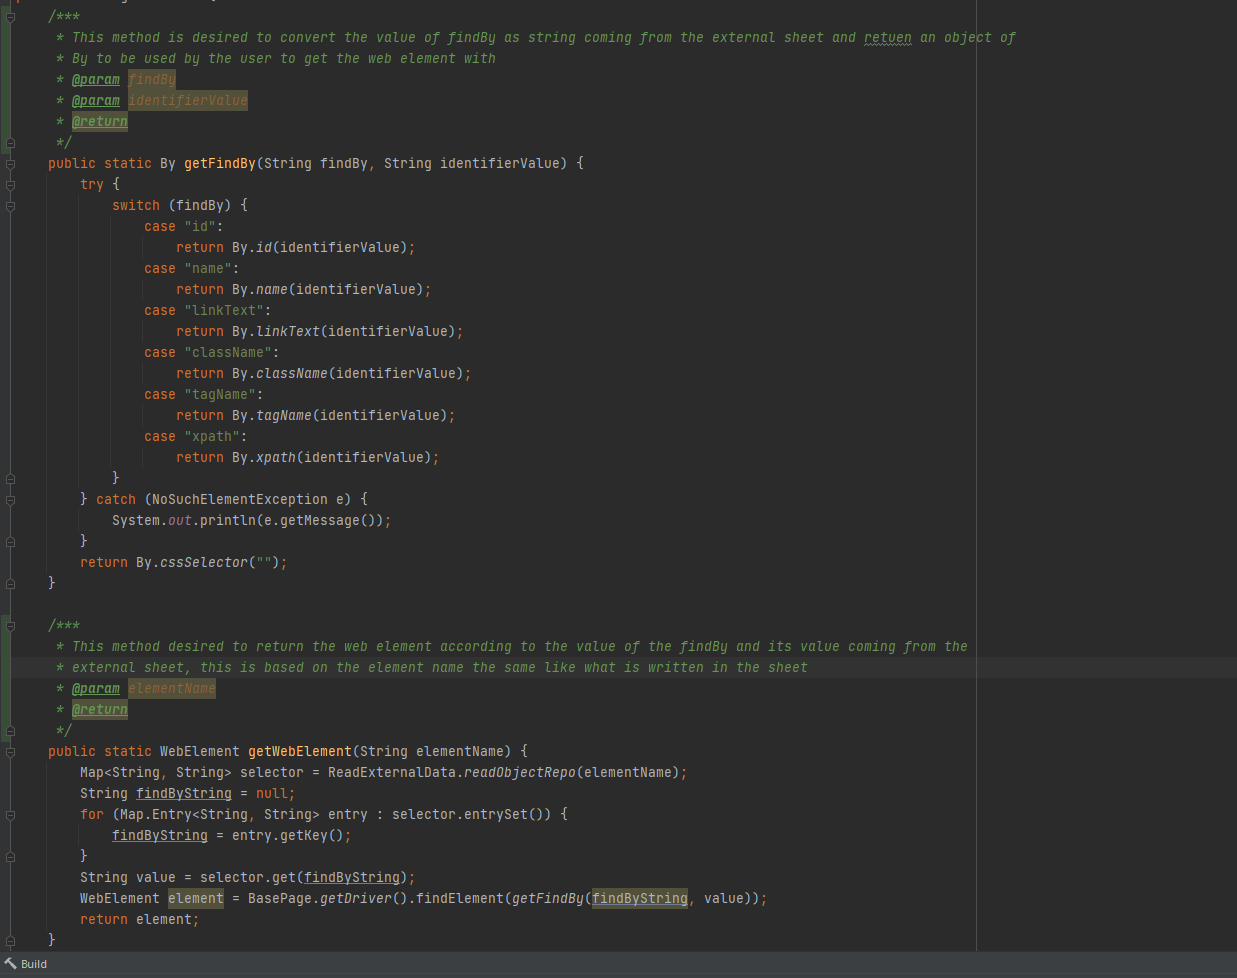 /***
* This method is desired to convert the value of findBy as string coming from the external sheet and retuen an object of
* By to be used by the user to get the web element with
* @param findBy
* @param identifierValue
* @return
*/
public static By getFindBy(String findBy, String identifierValue) {
try {
switch (findBy) {
case "id":
return By.id(identifierValue);
case "name":
return By.name(identifierValue);
case "linkText":
return By.linkText(identifierValue);
case "className":
return By.className(identifierValue);
case "tagName":
return By.tagName(identifierValue);
case "xpath":
return By.xpath(identifierValue);
}
} catch (NoSuchElementException e) {
System.out.println(e.getMessage());
}
return By.cssSelector("");
}
/***
* This method desired to return the web element according to the value of the findBy and its value coming from the
* external sheet, this is based on the element name the same like what is written in the sheet
* @param elementName
* @return
*/
public static WebElement getWebElement(String elementName) {
Map<String, String> selector = ReadExternalData.readObjectRepo(elementName);
String findByString = null;
for (Map.Entry<String, String> entry : selector.entrySet()) {
findByString = entry.getKey();
}
String value = selector.get(findByString);
WebElement element = BasePage.getDriver().findElement(getFindBy(findByString, value));
return element;
}
Build